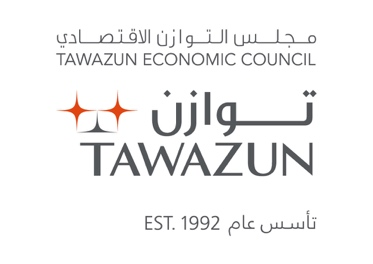 مجلس التوازن الاقتصادي
TAWAZUN ECONOMIC COUNCIL
توازن
TAWAZUN
EST. 1992 تأسس عام